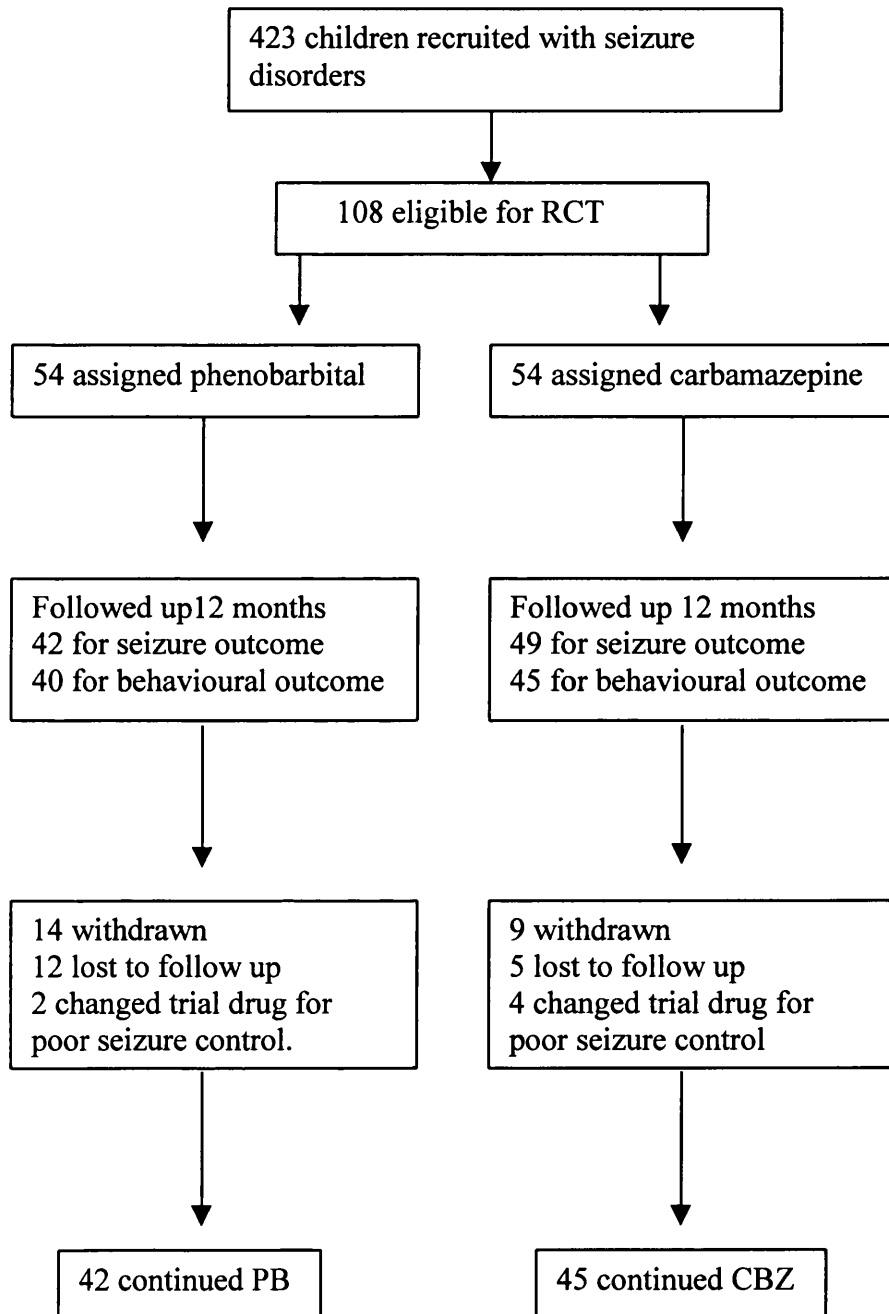 423 children recruited with seizure
disorders
108 eligible for RCT
54 assigned phenobarbital
54 assigned carbamazepine
Followed up12 months
42 for seizure outcome
40 for behavioural outcome
Followed up 12 months
49 for seizure outcome
45 for behavioural outcome
14 withdrawn
12 lost to follow up
2 changed trial drug for
poor seizure control.
9 withdrawn
5 lost to follow up
4 changed trial drug for
poor seizure control
42 continued PB
45 continued CBZ